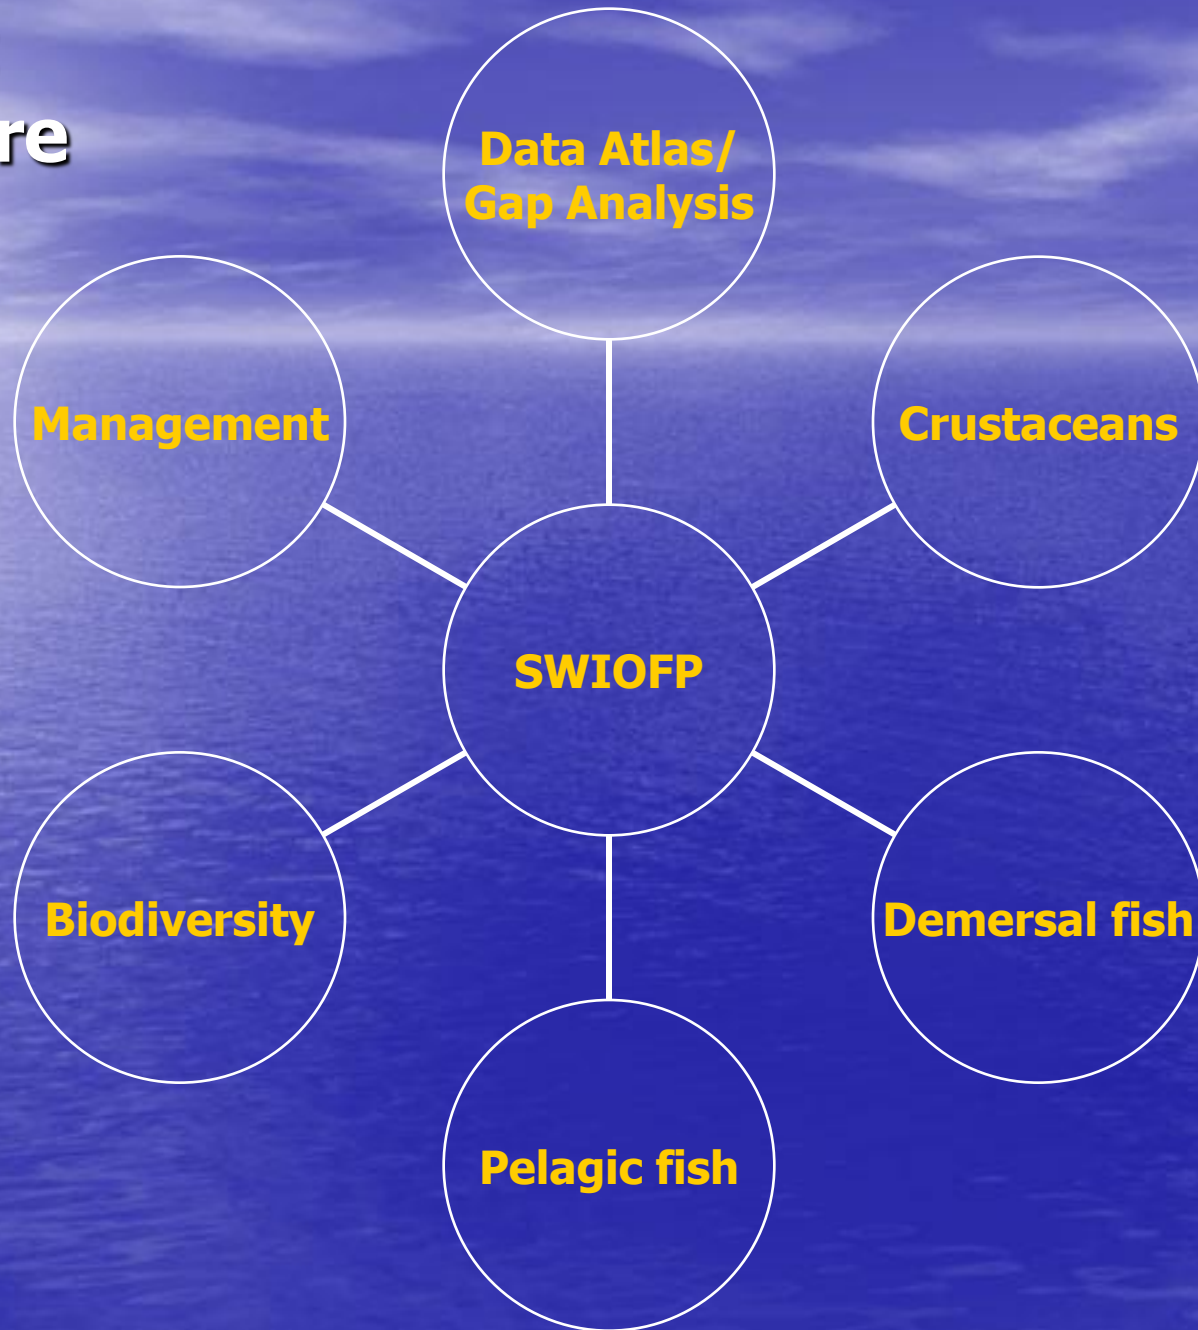 re
Data Atlas/
Gap Analysis
Management
Crustaceans
SWIOFP
Biodiversity
Demersal fish
Pelagic fish